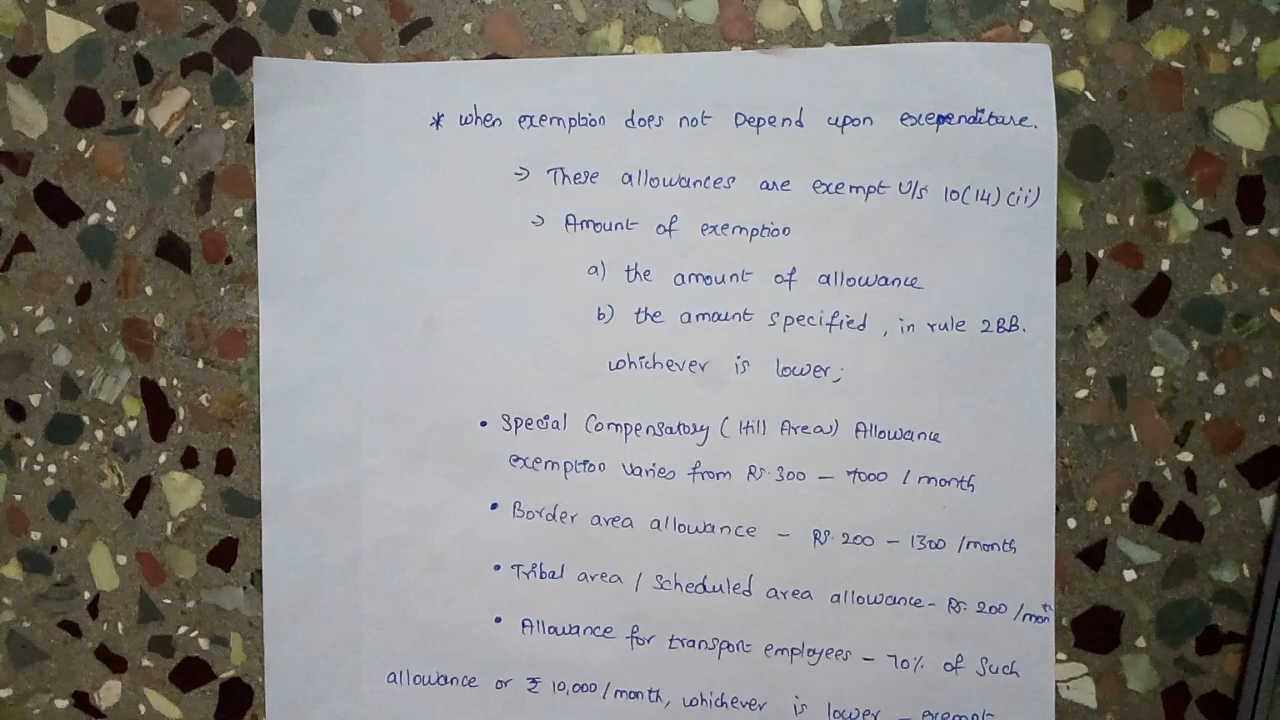 * When exemption does not Depend upon exependiture.
→ These allowances are exempt U/s 10(14)(ii)
→ Amount of exemption
a) the amount of allowance
b) the amount specified, in rule 2BB.
whichever is lower;
• Special Compensatory (Hill Area) Allowance
exemption varies from Rs. 300 – 7000 / month
• Border area allowance – Rs. 200 – 1300 /month
• Tribal area / Scheduled area allowance – Rs. 200 /month
• Allowance for transport employees – 70% of such
allowance or ₹ 10,000/month, whichever is lower – exempt